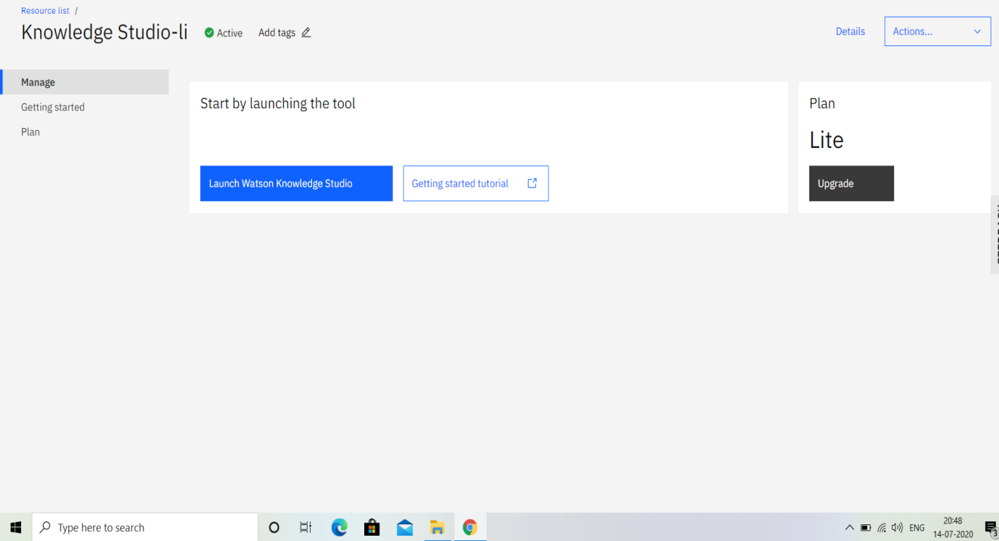 Resource list /
Knowledge Studio-li Active Add tags
Details Actions...
Manage
Getting started
Plan
Start by launching the tool
Launch Watson Knowledge Studio Getting started tutorial
Plan
Lite
Upgrade
Type here to search
ENG
20:48
14-07-2020
3